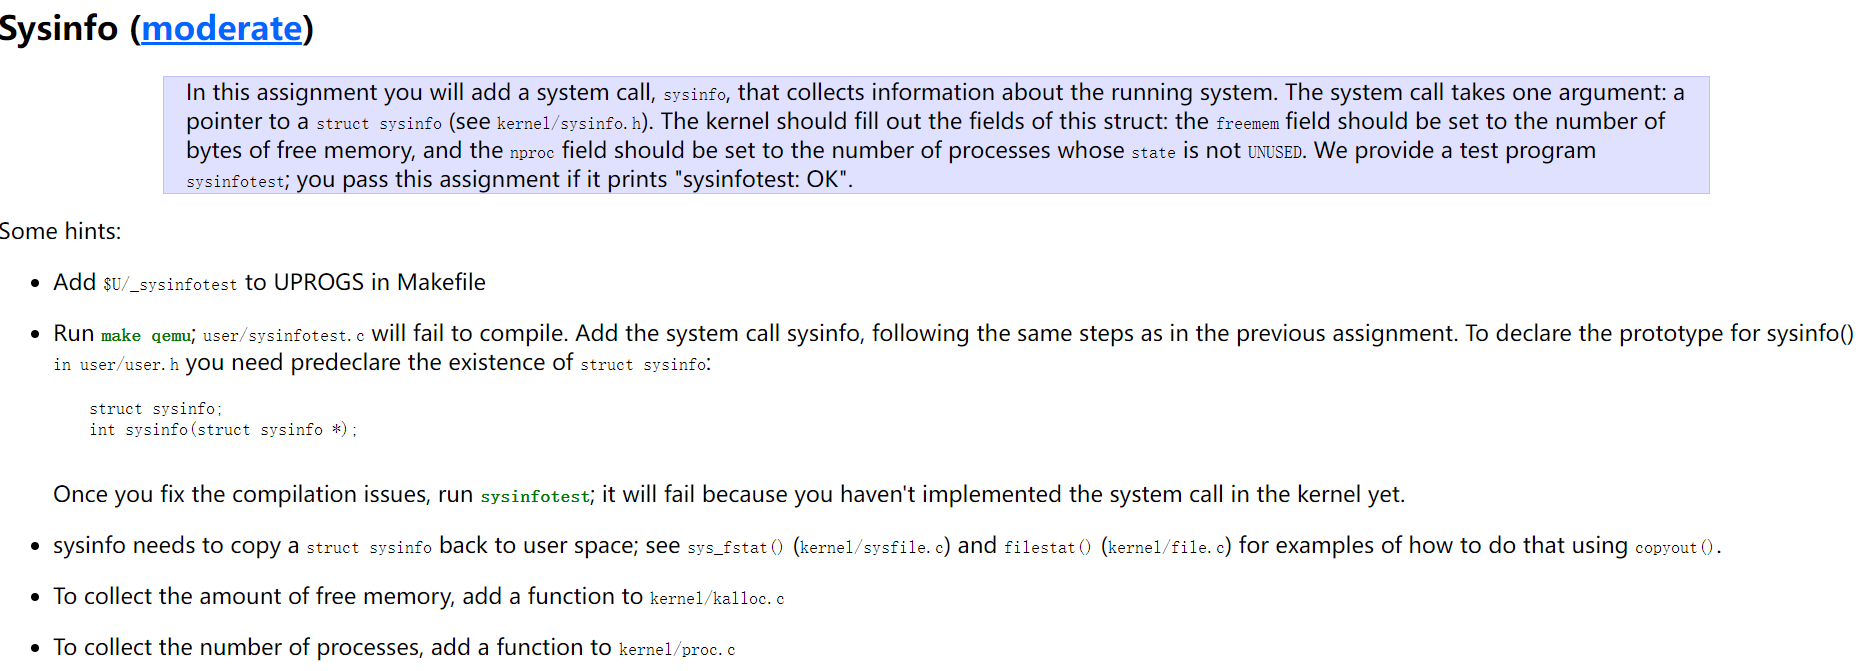 Sysinfo (moderate)
In this assignment you will add a system call, sysinfo, that collects information about the running system. The system call takes one argument: a
pointer to a struct sysinfo (see kernel/sysinfo.h). The kernel should fill out the fields of this struct: the freemem field should be set to the number of
bytes of free memory, and the nproc field should be set to the number of processes whose state is not UNUSED. We provide a test program
sysinfotest; you pass this assignment if it prints "sysinfotest: OK".
Some hints:
• Add $U/_sysinfotest to UPROGS in Makefile
• Run make qemu; user/sysinfotest.c will fail to compile. Add the system call sysinfo, following the same steps as in the previous assignment. To declare the prototype for sysinfo()
in user/user.h you need predeclare the existence of struct sysinfo:
struct sysinfo;
int sysinfo(struct sysinfo *);
Once you fix the compilation issues, run sysinfotest; it will fail because you haven't implemented the system call in the kernel yet.
• sysinfo needs to copy a struct sysinfo back to user space; see sys_fstat() (kernel/sysfile.c) and filestat() (kernel/file.c) for examples of how to do that using copyout().
• To collect the amount of free memory, add a function to kernel/kalloc.c
• To collect the number of processes, add a function to kernel/proc.c